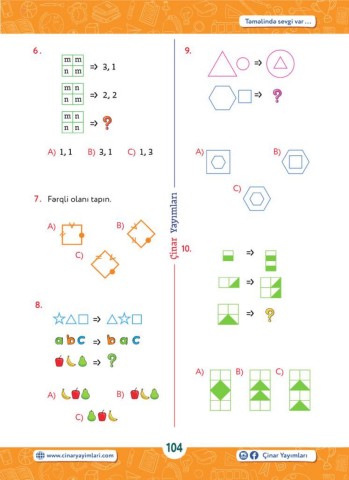 Təməlində sevgi var ...
6 .
m m
n m
⇒ 3, 1
m n
n m
⇒ 2, 2
m n
n n
⇒ ?
A) 1, 1 B) 3, 1 C) 1, 3
7 . Fərqli olanı tapın.
A)
B)
C)
8 .
⇒
a b c ⇒ b a c
⇒ ?
A)
B)
C)
Çinar Yayımları
9 .
⇒
⇒ ?
A)
B)
C)
10 .
⇒
⇒
⇒ ?
A)
B)
C)
www.cinaryayimlari.com
104
Çinar Yayımları